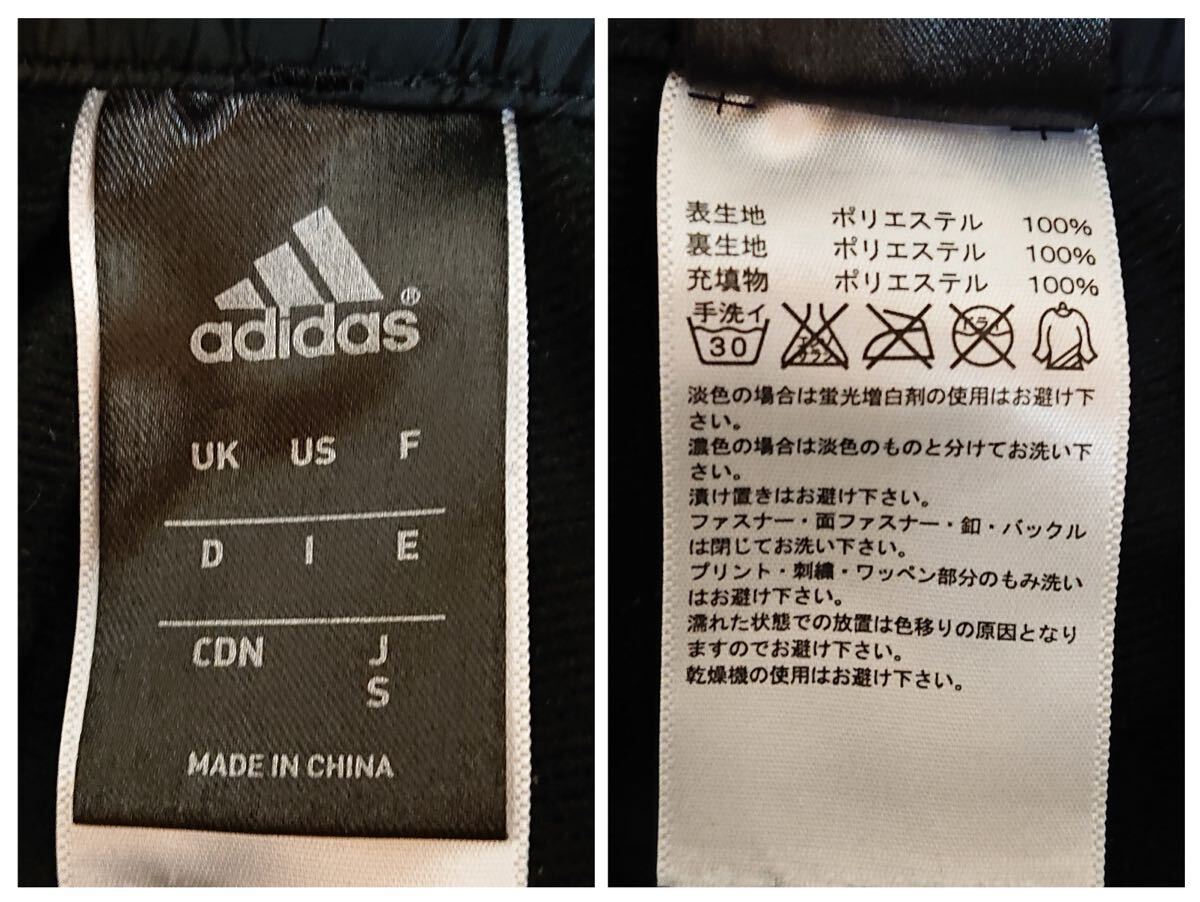 adidas®
UK US F
D I E
CDN J
S
MADE IN CHINA
表生地 ポリエステル 100%
裏生地 ポリエステル 100%
充填物 ポリエステル 100%
手洗イ
30 エンソサラシ ドライ
淡色の場合は蛍光増白剤の使用はお避け下
さい。
濃色の場合は淡色のものと分けてお洗い下
さい。
漬け置きはお避け下さい。
ファスナー・面ファスナー・釦・バックル
は閉じてお洗い下さい。
プリント・刺繍・ワッペン部分のもみ洗い
はお避け下さい。
濡れた状態での放置は色移りの原因となり
ますのでお避け下さい。
乾燥機の使用はお避け下さい。